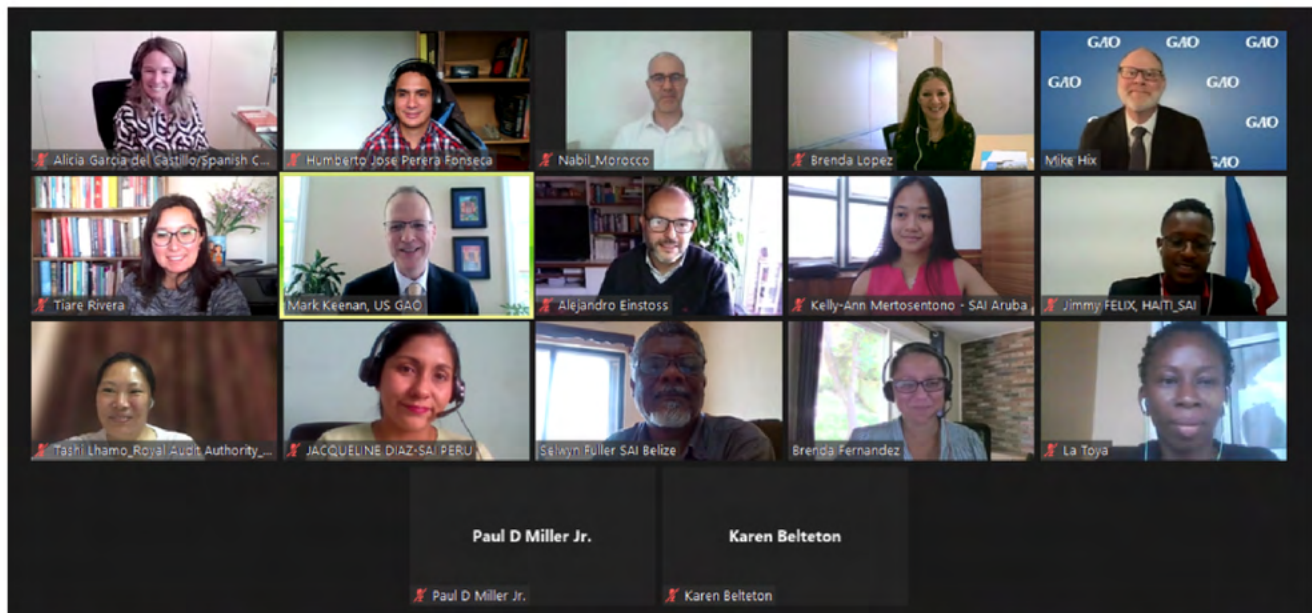 GAO GAO GAO
GAO GAO
GAO GAO
GAO
Alicia Garcia del Castillo/Spanish C...
Humberto Jose Perera Fonseca
Nabil_Morocco
Brenda Lopez
Mike Hix
Tiare Rivera
Mark Keenan, US GAO
Alejandro Einstoss
Kelly-Ann Mertosentono - SAI Aruba
Jimmy FELIX, HAITI_SAI
Tashi Lhamo_Royal Audit Authority_...
JACQUELINE DIAZ-SAI PERU
Selwyn Fuller SAI Belize
Brenda Fernandez
La Toya
Paul D Miller Jr.
Karen Belteton
Paul D Miller Jr.
Karen Belteton